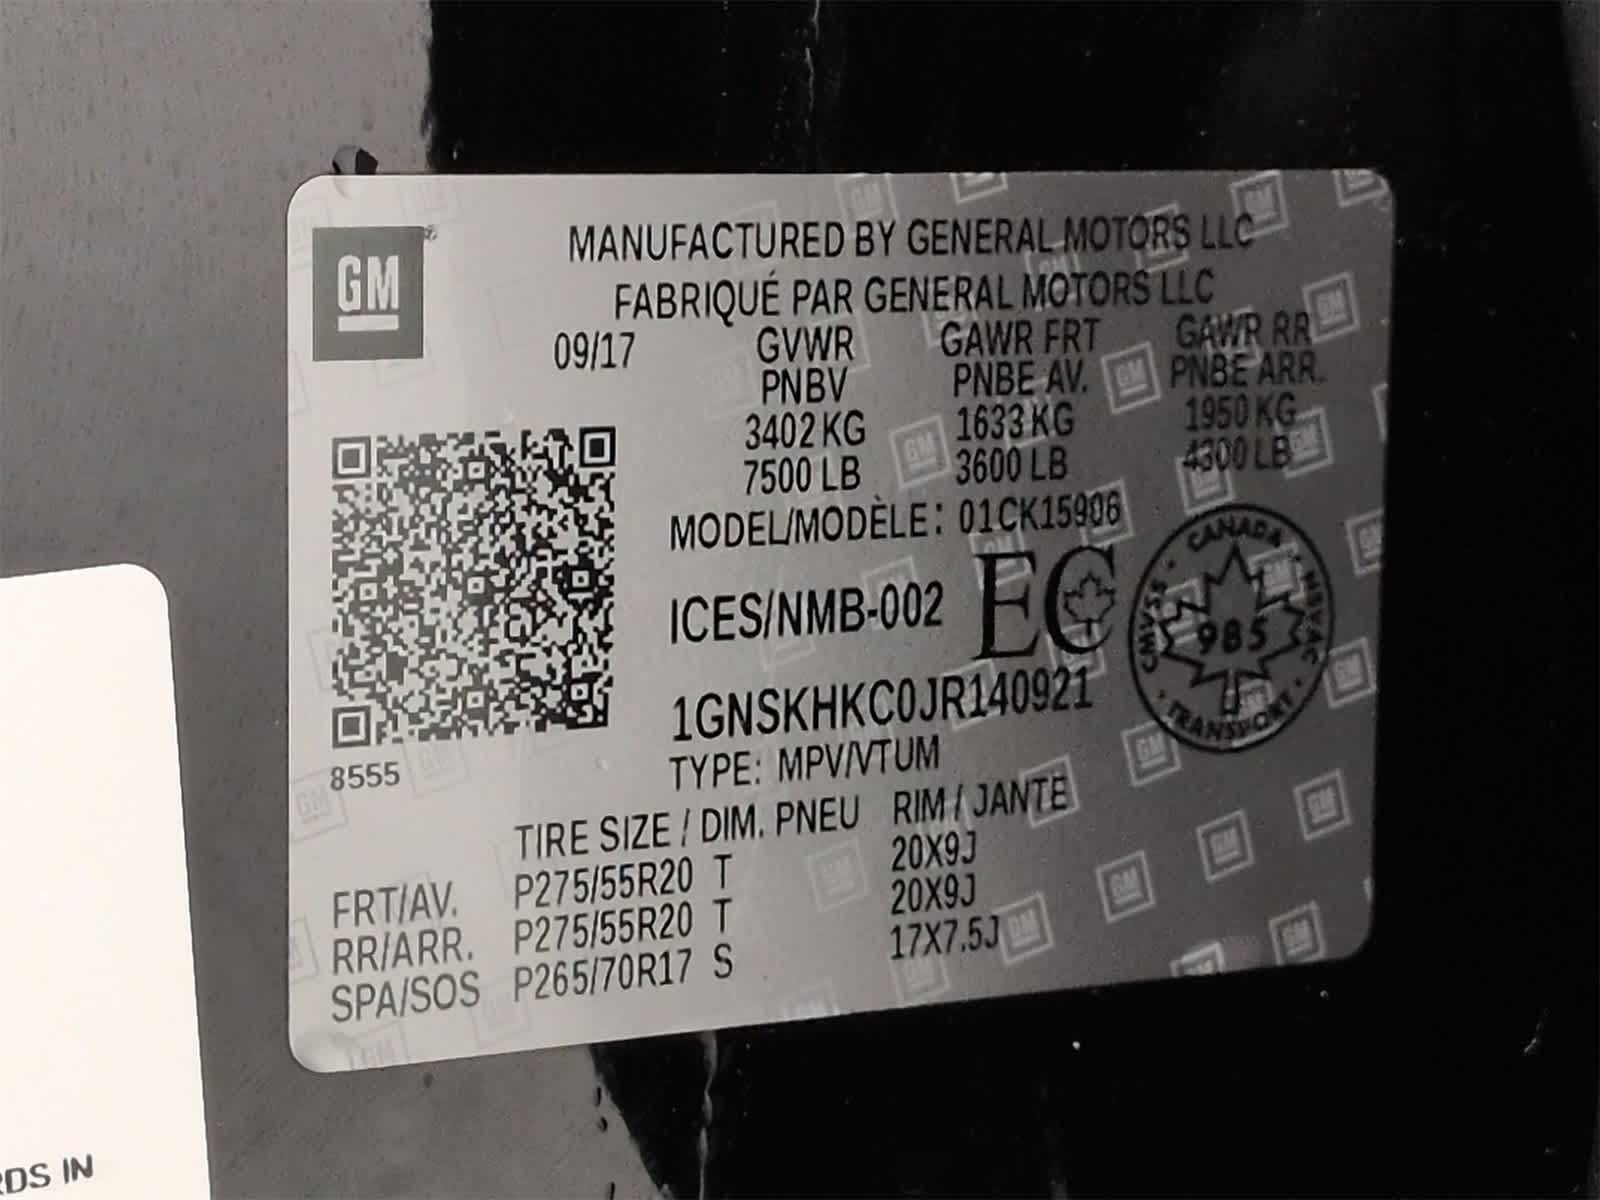 GM
MANUFACTURED BY GENERAL MOTORS LLC
FABRIQUÉ PAR GENERAL MOTORS LLC
09/17 GVWR GAWR FRT GAWR RR
PNBV PNBE AV. PNBE ARR.
3402 KG 1633 KG 1950 KG
7500 LB 3600 LB 4300 LB
MODEL/MODÈLE: 01CK15906
ICES/NMB-002 EC
CANADA
CMVSS 985 NSVAC
TRANSPORT
1GNSKHKC0JR140921
8555
TYPE: MPV/VTUM
TIRE SIZE / DIM. PNEU RIM / JANTE
FRT/AV. P275/55R20 T 20X9J
RR/ARR. P275/55R20 T 20X9J
SPA/SOS P265/70R17 S 17X7.5J
IN